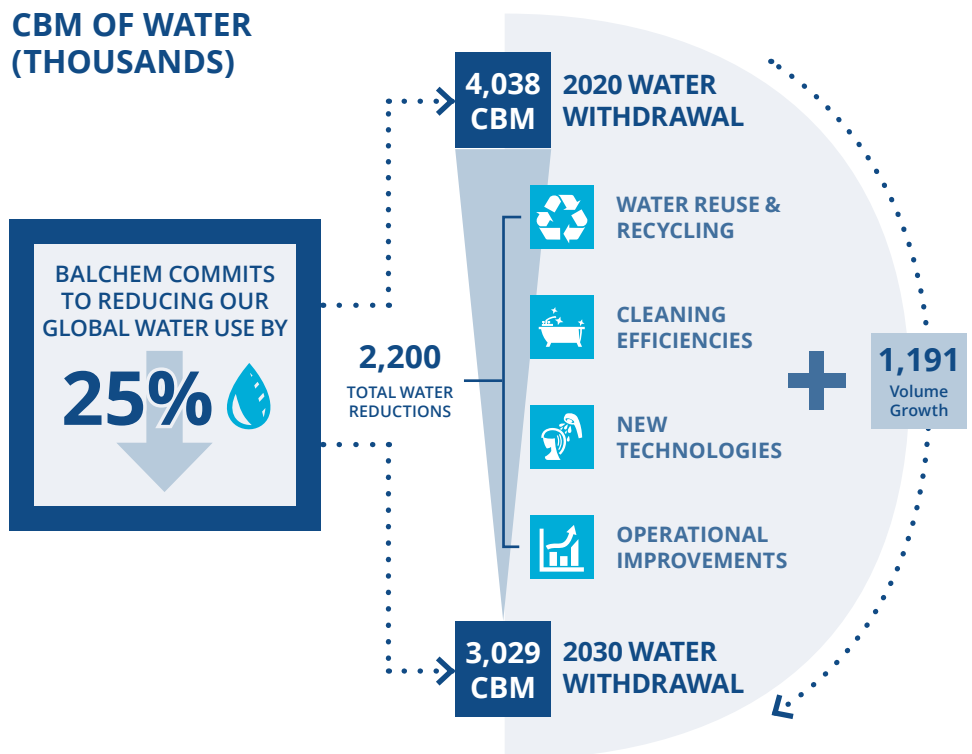 CBM OF WATER
(THOUSANDS)
4,038
CBM
2020 WATER
WITHDRAWAL
BALCHEM COMMITS
TO REDUCING OUR
GLOBAL WATER USE BY
25%
2,200
TOTAL WATER
REDUCTIONS
WATER REUSE &
RECYCLING
CLEANING
EFFICIENCIES
NEW
TECHNOLOGIES
OPERATIONAL
IMPROVEMENTS
1,191
Volume
Growth
3,029
CBM
2030 WATER
WITHDRAWAL